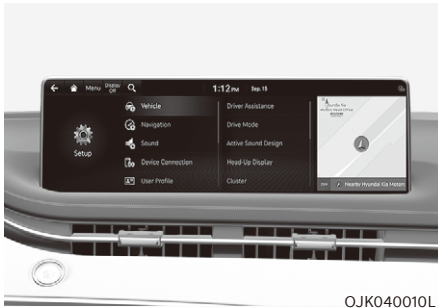 Menu
Display Off
1:12 PM
Sep. 15
Setup
Vehicle
Navigation
Sound
Device Connection
User Profile
Driver Assistance
Drive Mode
Active Sound Design
Head-Up Display
Cluster
Nearby Hyundai Kia Motors
OJK040010L